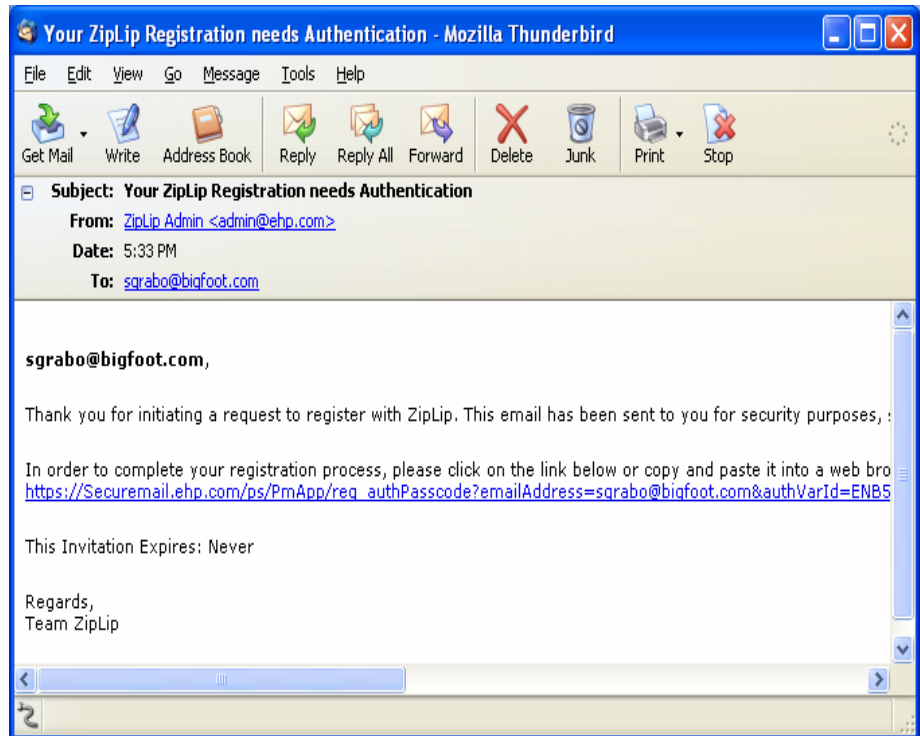 Your ZipLip Registration needs Authentication - Mozilla Thunderbird
File Edit View Go Message Tools Help
Get Mail Write Address Book Reply Reply All Forward Delete Junk Print Stop
Subject: Your ZipLip Registration needs Authentication
From: ZipLip Admin <admin@ehp.com>
Date: 5:33 PM
To: sgrabo@bigfoot.com
sgrabo@bigfoot.com,
Thank you for initiating a request to register with ZipLip. This email has been sent to you for security purposes,
In order to complete your registration process, please click on the link below or copy and paste it into a web bro
https://Securemail.ehp.com/ps/PmApp/reg_authPasscode?emailAddress=sgrabo@bigfoot.com&authVarId=ENB5
This Invitation Expires: Never
Regards,
Team ZipLip